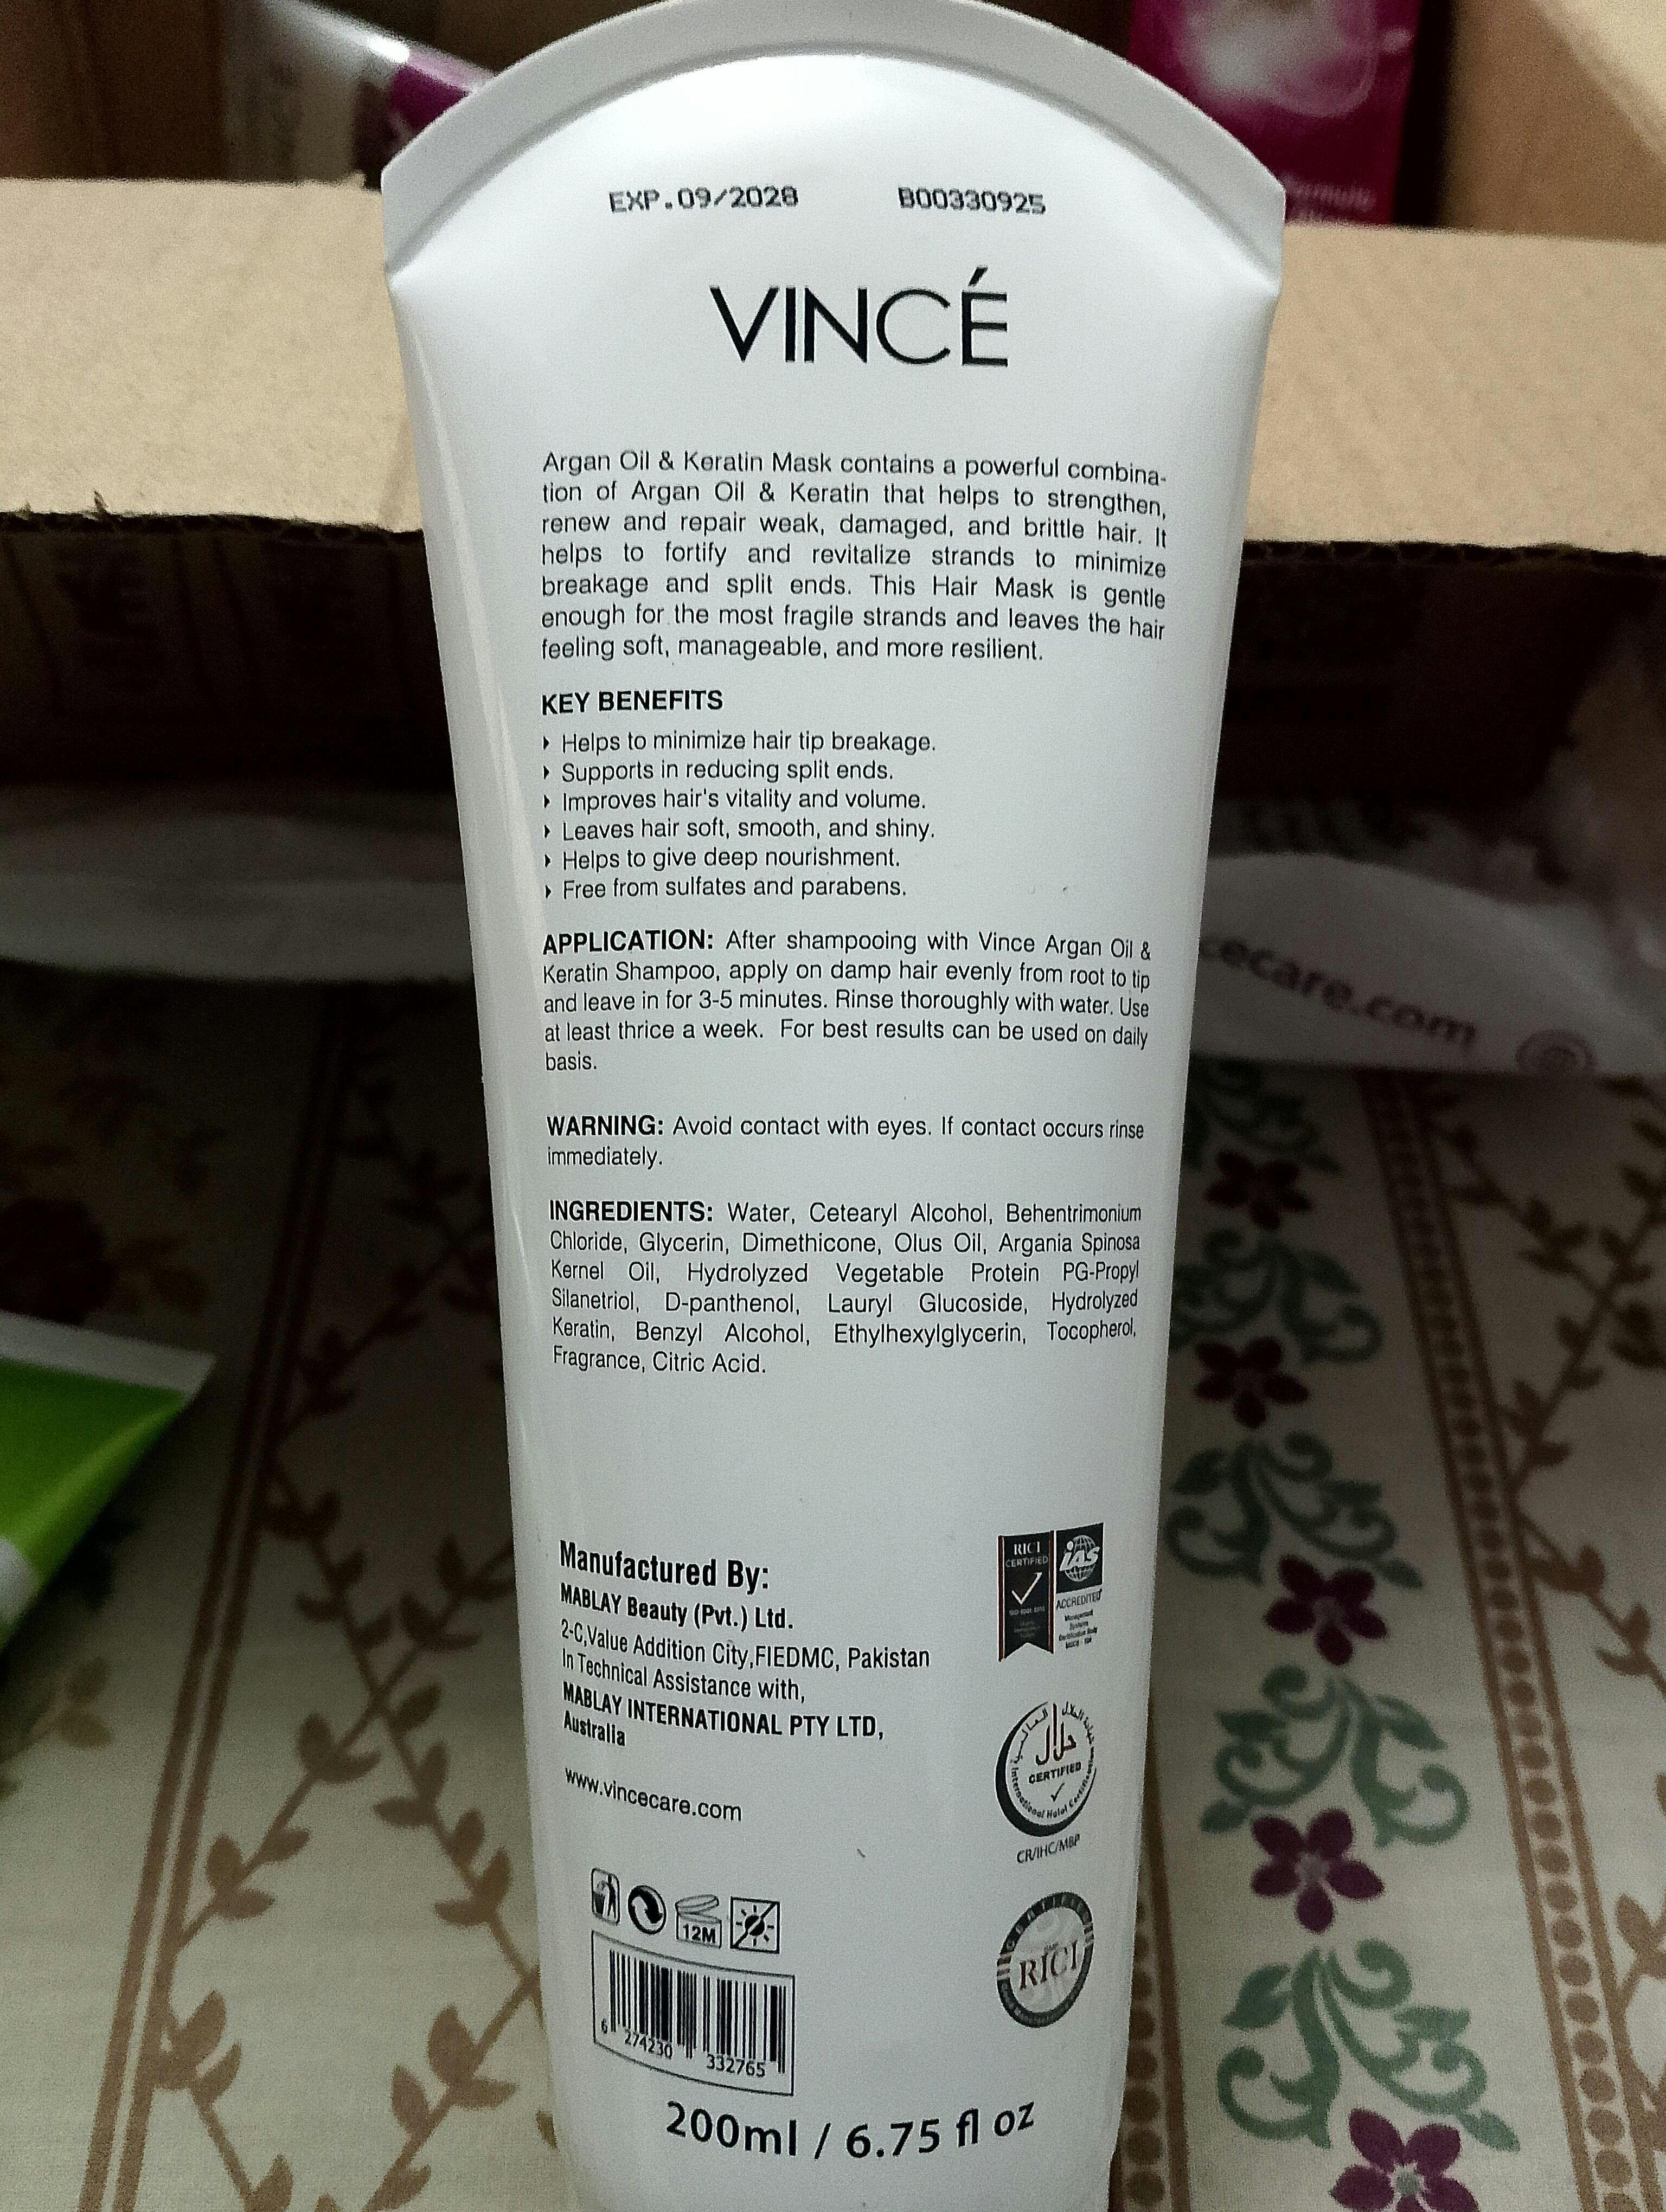 EXP.09/2028 B00330925
VINCÉ
Argan Oil & Keratin Mask contains a powerful combina-
tion of Argan Oil & Keratin that helps to strengthen,
renew and repair weak, damaged, and brittle hair. It
helps to fortify and revitalize strands to minimize
breakage and split ends. This Hair Mask is gentle
enough for the most fragile strands and leaves the hair
feeling soft, manageable, and more resilient.
KEY BENEFITS
Helps to minimize hair tip breakage.
Supports in reducing split ends.
Improves hair's vitality and volume.
Leaves hair soft, smooth, and shiny.
Helps to give deep nourishment.
Free from sulfates and parabens.
APPLICATION: After shampooing with Vince Argan Oil &
Keratin Shampoo, apply on damp hair evenly from root to tip
and leave in for 3-5 minutes. Rinse thoroughly with water. Use
at least thrice a week. For best results can be used on daily
basis.
WARNING: Avoid contact with eyes. If contact occurs rinse
immediately.
INGREDIENTS: Water, Cetearyl Alcohol, Behentrimonium
Chloride, Glycerin, Dimethicone, Olus Oil, Argania Spinosa
Kernel Oil, Hydrolyzed Vegetable Protein PG-Propyl
Silanetriol, D-panthenol, Lauryl Glucoside, Hydrolyzed
Keratin, Benzyl Alcohol, Ethylhexylglycerin, Tocopherol,
Fragrance, Citric Acid.
Manufactured By:
MABLAY Beauty (Pvt.) Ltd.
2-C,Value Addition City,FIEDMC, Pakistan
In Technical Assistance with,
MABLAY INTERNATIONAL PTY LTD,
Australia
www.vincecare.com
RICI
CERTIFIED
IAS
ACCREDITED
Management
Systems
Certification Body
حلال
CERTIFIED
International Halal
CR/IHC/MBP
CERTIFIED
RICI
12M
6 274230 332765
200ml / 6.75 fl oz
cecare.com